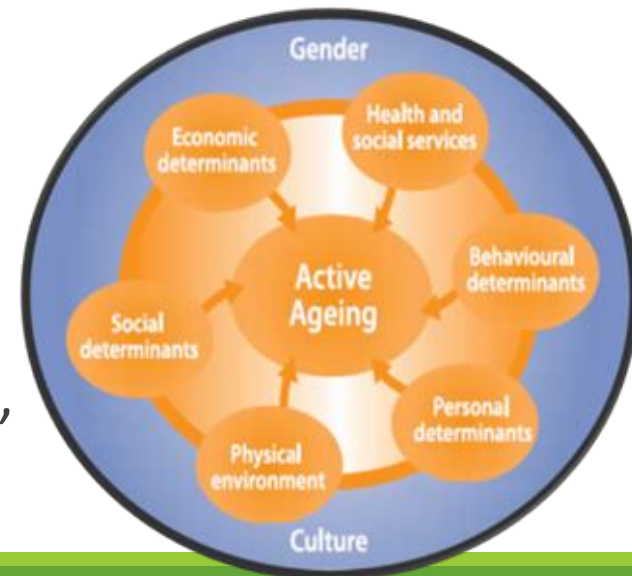 Gender
Health and
social services
Economic
determinants
Behavioural
determinants
Active
Ageing
Social
determinants
Personal
determinants
Physical
environment
Culture
,